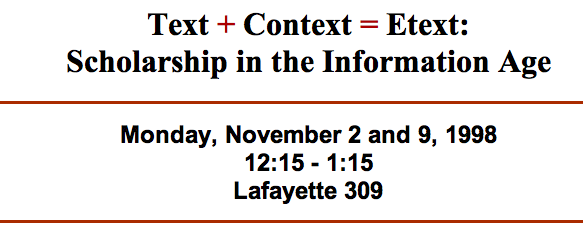 Text + Context = Etext:
Scholarship in the Information Age
Monday, November 2 and 9, 1998
12:15 - 1:15
Lafayette 309